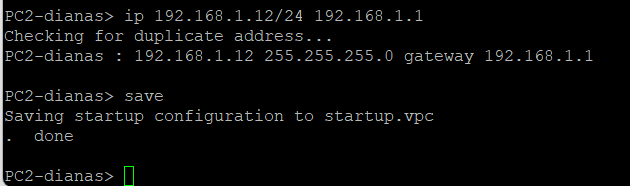 PC2-dianas> ip 192.168.1.12/24 192.168.1.1
Checking for duplicate address...
PC2-dianas : 192.168.1.12 255.255.255.0 gateway 192.168.1.1
PC2-dianas> save
Saving startup configuration to startup.vpc
.  done
PC2-dianas>